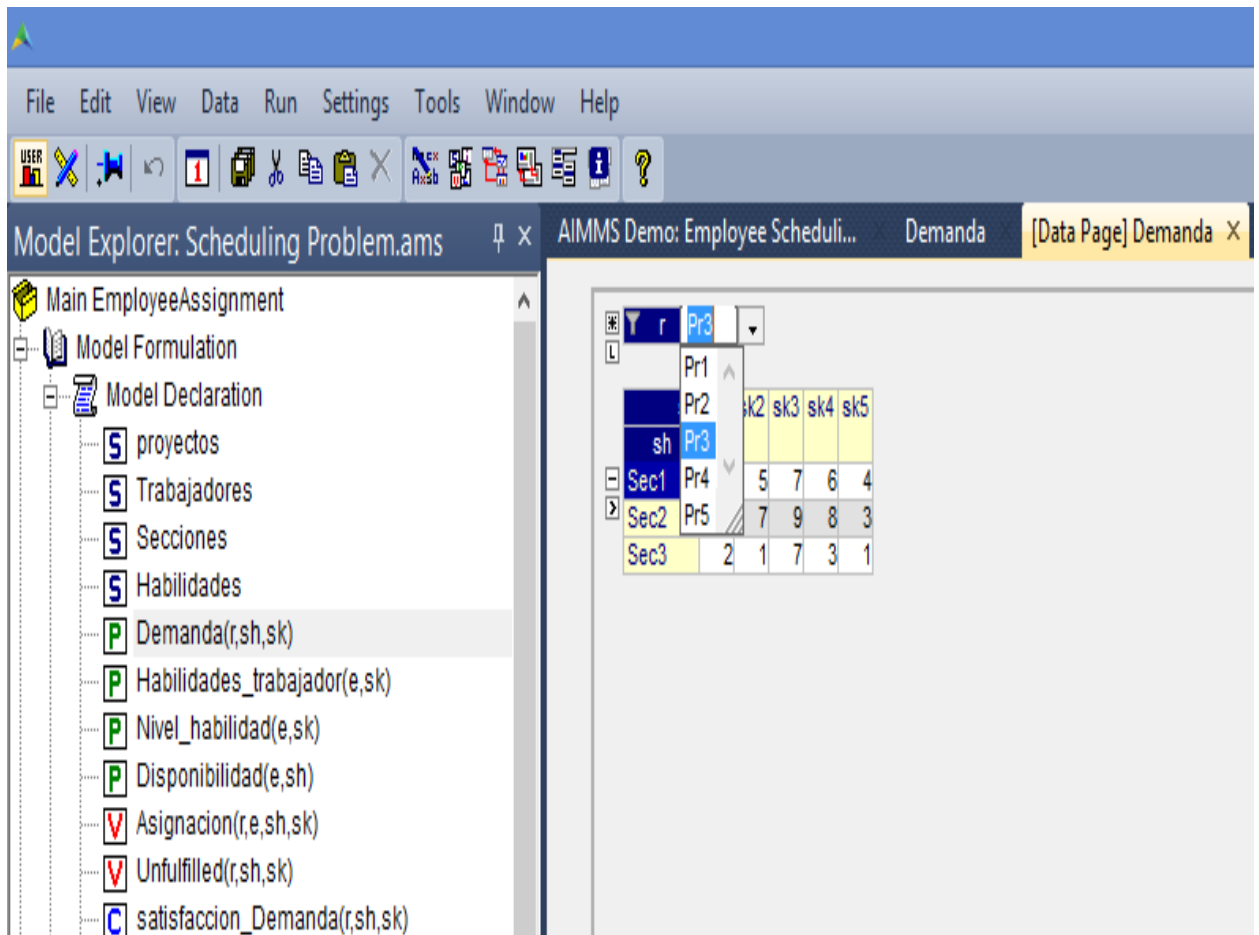 File Edit View Data Run Settings Tools Window Help
USER 1 Ax≥b i ?
Model Explorer: Scheduling Problem.ams
AIMMS Demo: Employee Scheduli... Demanda [Data Page] Demanda
Main EmployeeAssignment
Model Formulation
Model Declaration
S proyectos
S Trabajadores
S Secciones
S Habilidades
P Demanda(r,sh,sk)
P Habilidades_trabajador(e,sk)
P Nivel_habilidad(e,sk)
P Disponibilidad(e,sh)
V Asignacion(r,e,sh,sk)
V Unfulfilled(r,sh,sk)
C satisfaccion_Demanda(r,sh,sk)
r Pr3
L
Pr1
Pr2
Pr3
Pr4
Pr5
sk2 sk3 sk4 sk5
sh
Sec1 5 7 6 4
Sec2 7 9 8 3
Sec3 2 1 7 3 1